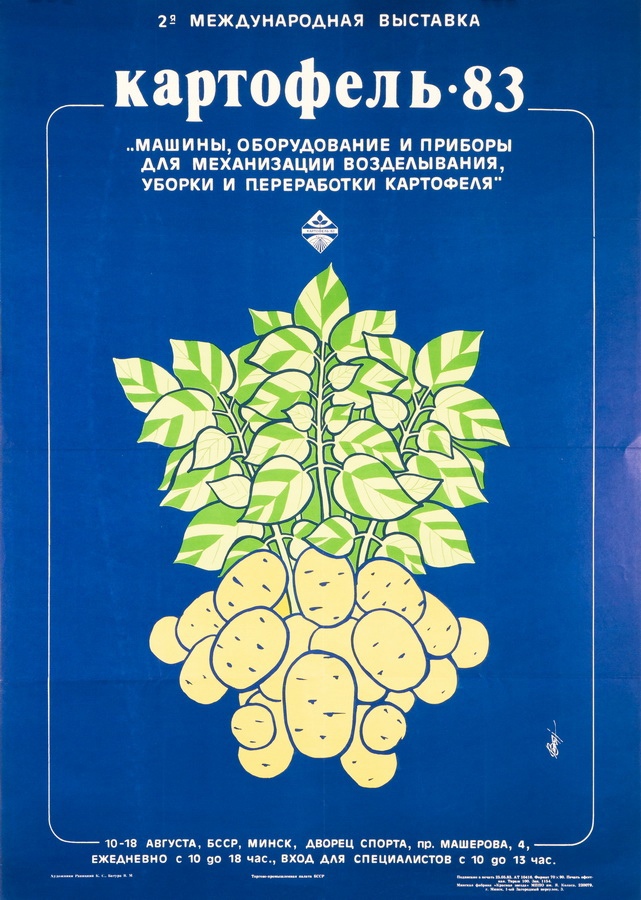 2я МЕЖДУНАРОДНАЯ ВЫСТАВКА
картофель·83
„МАШИНЫ, ОБОРУДОВАНИЕ И ПРИБОРЫ
ДЛЯ МЕХАНИЗАЦИИ ВОЗДЕЛЫВАНИЯ,
УБОРКИ И ПЕРЕРАБОТКИ КАРТОФЕЛЯ"
10-18 АВГУСТА, БССР, МИНСК, ДВОРЕЦ СПОРТА, пр. МАШЕРОВА, 4,
ЕЖЕДНЕВНО с 10 до 18 час., ВХОД ДЛЯ СПЕЦИАЛИСТОВ с 10 до 13 час.
Торгово-промышленная палата БССР